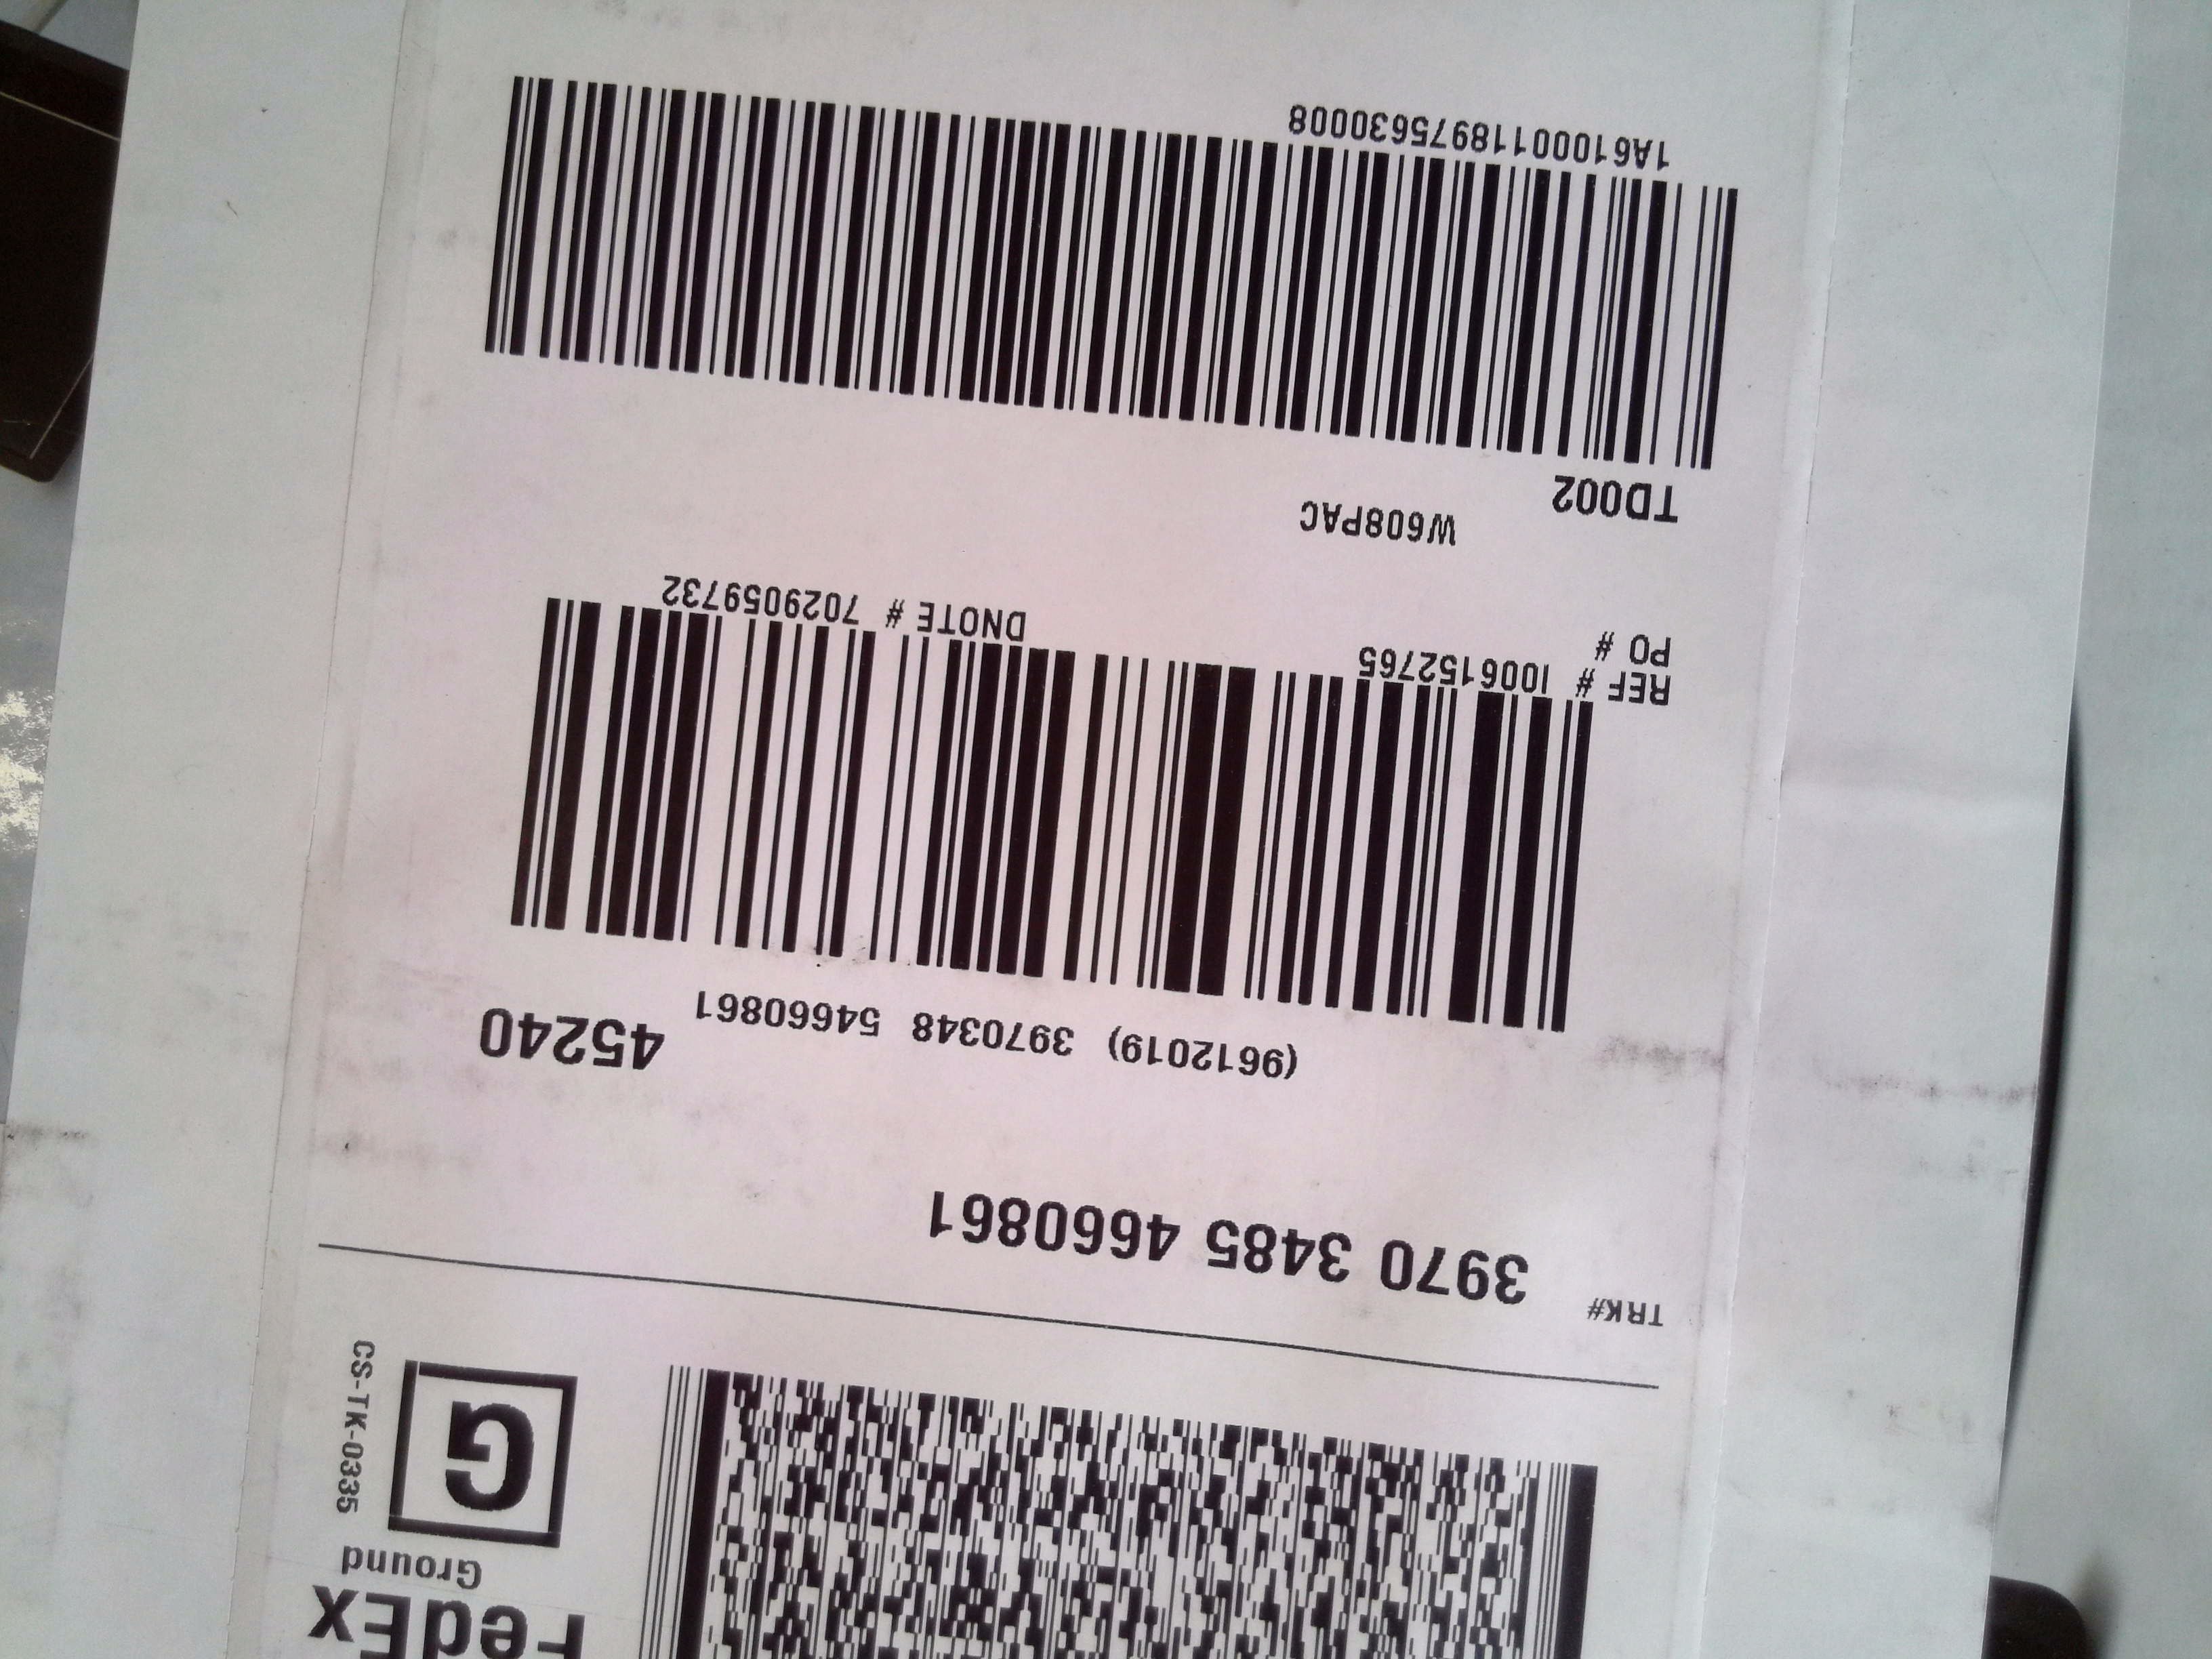 FedEx
Ground
G
CS-TK-0335
TRK# 3970 3485 4660861
(9612019) 3970348 54660861 45240
REF # I006152765
PO # DNOTE # 7029059732
W608PAC
TD002
1A61000118975630008